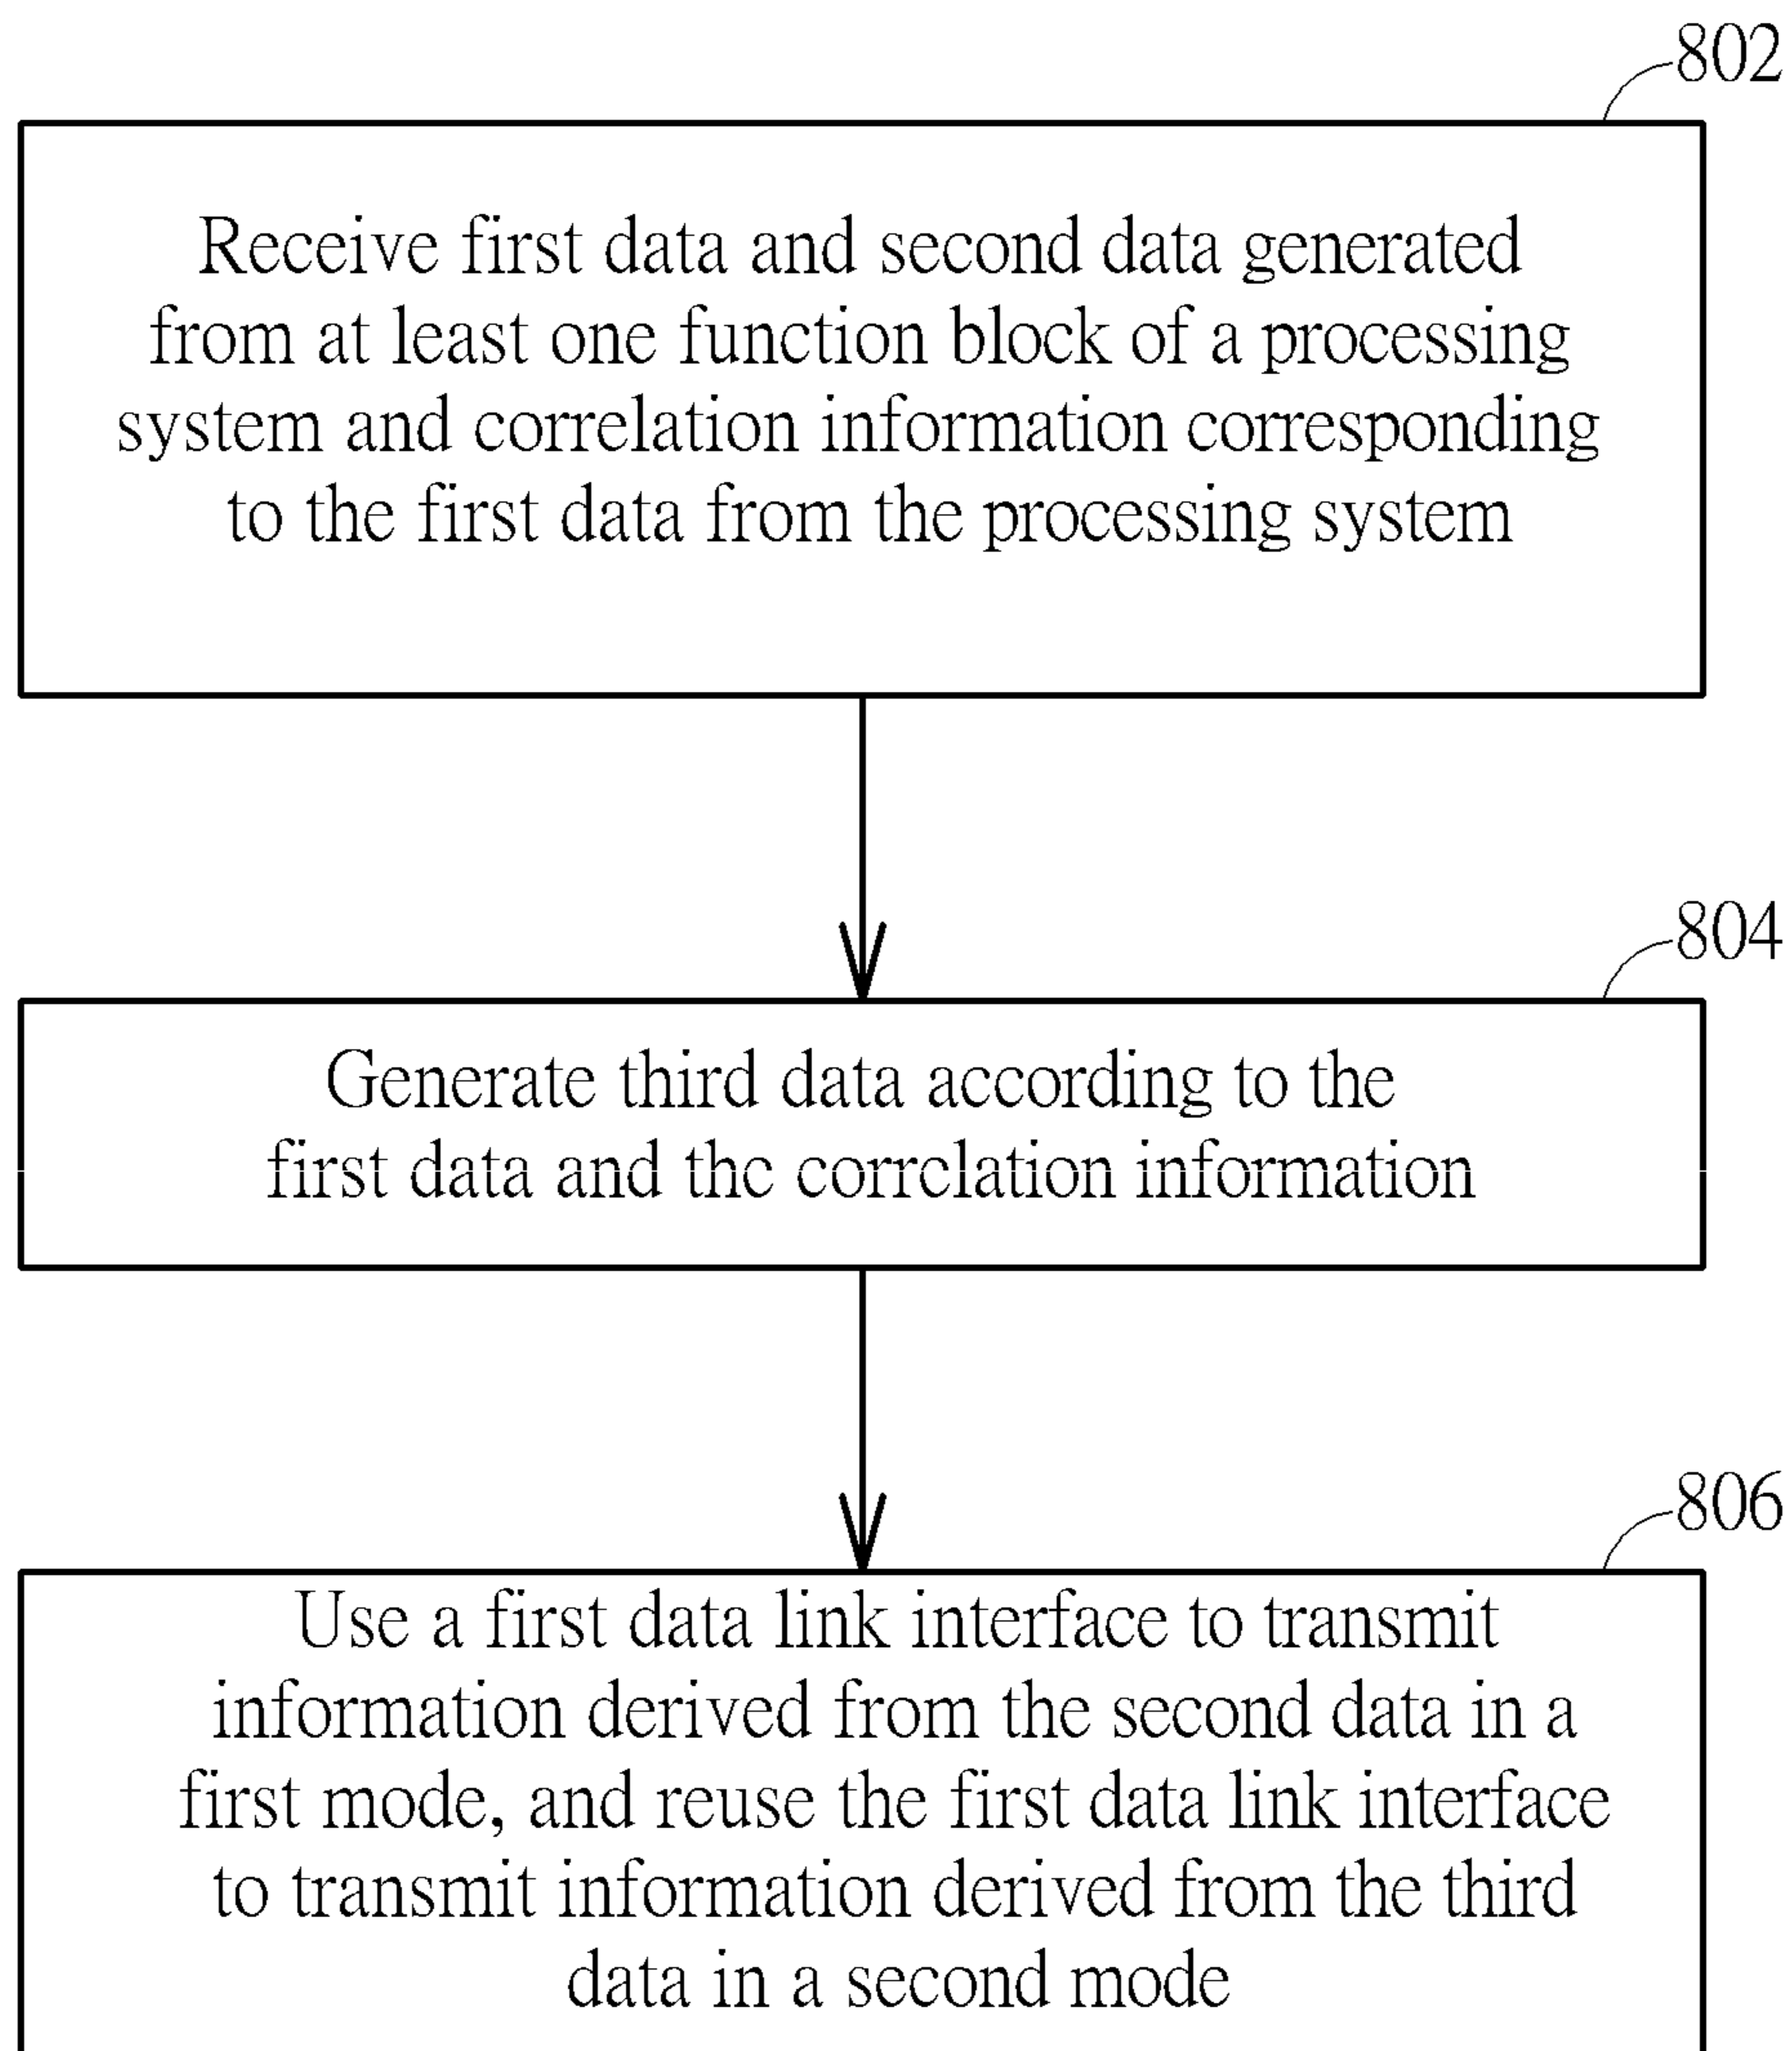 802
Receive first data and second data generated
from at least one function block of a processing
system and correlation information corresponding
to the first data from the processing system
804
Generate third data according to the
first data and the correlation information
806
Use a first data link interface to transmit
information derived from the second data in a
first mode, and reuse the first data link interface
to transmit information derived from the third
data in a second mode